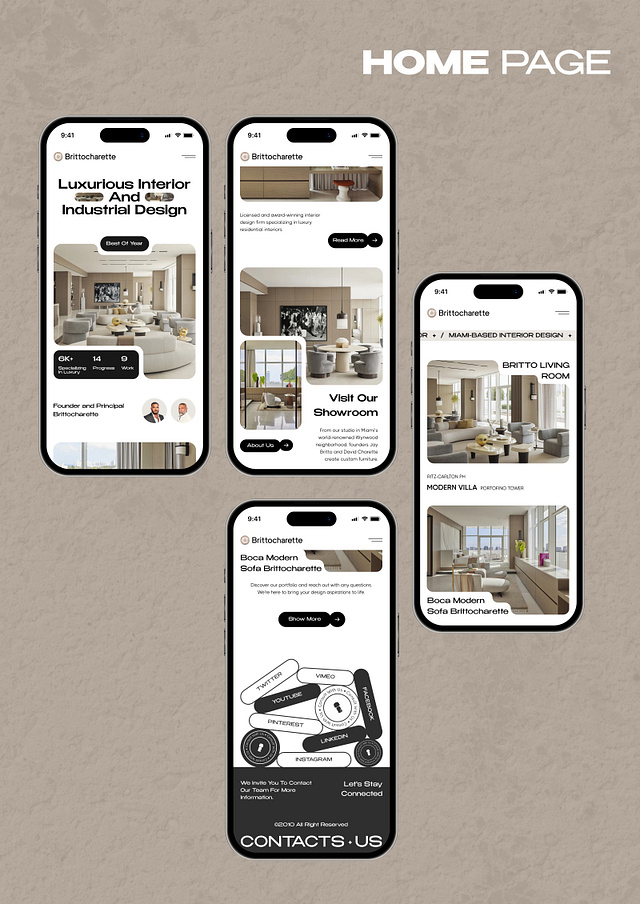 HOME PAGE
9:41
Brittocharette
Luxurious Interior
And
Industrial Design
Best Of Year
6K+ 14 9
Specializing Progress Work
In Luxury
Founder and Principal
Brittocharette
9:41
Brittocharette
Licensed and award-winning interior
design firm specializing in luxury
residential interiors
Read More
Visit Our
Showroom
From our studio in Miami's
world-renowned Wynwood
neighborhood founders Jay
Britto and David Charette
create custom furniture
About Us
9:41
Brittocharette
OR + / MIAMI-BASED INTERIOR DESIGN +
BRITTO LIVING
ROOM
RITZ-CARLTON PH
MODERN VILLA PORTOFINO TOWER
Boca Modern
Sofa Brittocharette
9:41
Brittocharette
Boca Modern
Sofa Brittocharette
Discover our portfolio and reach out with any questions
We're here to bring your design aspirations to life
Show More
TWITTER
VIMEO
YOUTUBE
FACEBOOK
PINTEREST
LINKEDIN
INSTAGRAM
We Invite You To Contact
Our Team For More
Information.
Let's Stay
Connected
©2010 All Right Reserved
CONTACTS • US